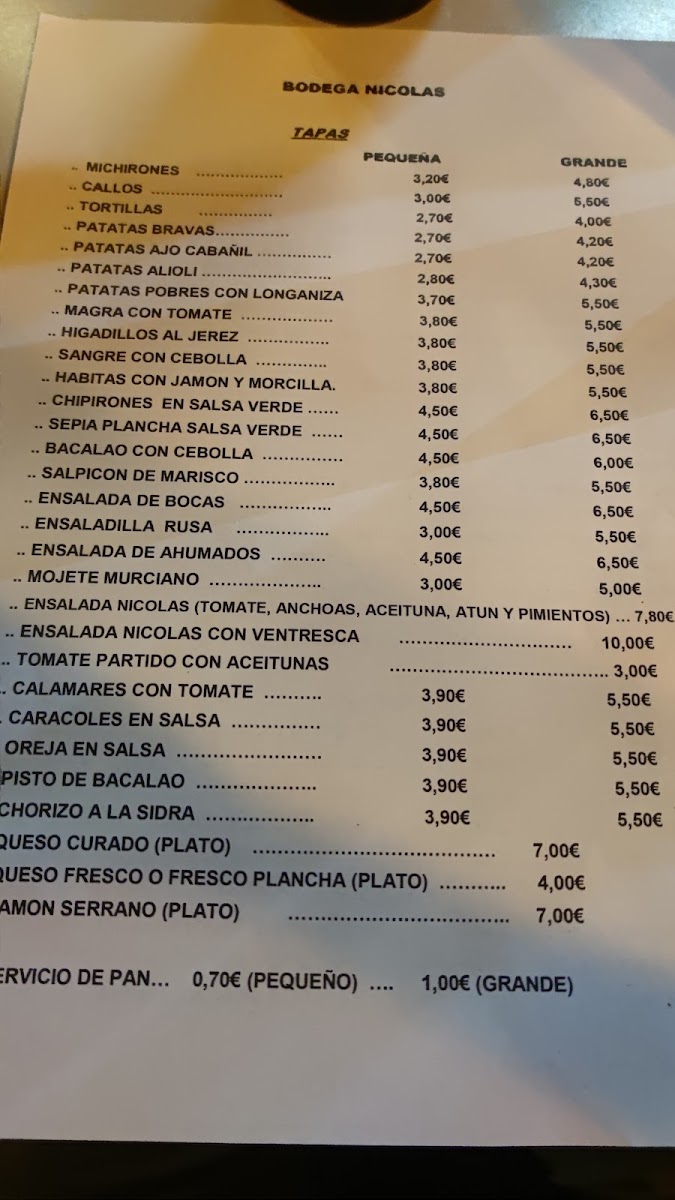 BODEGA NICOLAS
TAPAS
PEQUEÑA GRANDE
.. MICHIRONES .................... 3,20€ 4,80€
.. CALLOS .............................. 3,00€ 5,50€
.. TORTILLAS ................ 2,70€ 4,00€
.. PATATAS BRAVAS................ 2,70€ 4,20€
.. PATATAS AJO CABAÑIL ................ 2,70€ 4,20€
.. PATATAS ALIOLI ............................ 2,80€ 4,30€
.. PATATAS POBRES CON LONGANIZA 3,70€ 5,50€
.. MAGRA CON TOMATE ................... 3,80€ 5,50€
.. HIGADILLOS AL JEREZ ................. 3,80€ 5,50€
.. SANGRE CON CEBOLLA ............... 3,80€ 5,50€
.. HABITAS CON JAMON Y MORCILLA. 3,80€ 5,50€
.. CHIPIRONES EN SALSA VERDE ...... 4,50€ 6,50€
.. SEPIA PLANCHA SALSA VERDE ...... 4,50€ 6,50€
.. BACALAO CON CEBOLLA ................ 4,50€ 6,00€
.. SALPICON DE MARISCO .................. 3,80€ 5,50€
.. ENSALADA DE BOCAS .................. 4,50€ 6,50€
.. ENSALADILLA RUSA .................. 3,00€ 5,50€
.. ENSALADA DE AHUMADOS .......... 4,50€ 6,50€
.. MOJETE MURCIANO ..................... 3,00€ 5,00€
.. ENSALADA NICOLAS (TOMATE, ANCHOAS, ACEITUNA, ATUN Y PIMIENTOS) ... 7,80€
.. ENSALADA NICOLAS CON VENTRESCA ................................ 10,00€
.. TOMATE PARTIDO CON ACEITUNAS ........................................ 3,00€
.. CALAMARES CON TOMATE .......... 3,90€ 5,50€
. CARACOLES EN SALSA ................ 3,90€ 5,50€
OREJA EN SALSA .......................... 3,90€ 5,50€
PISTO DE BACALAO ..................... 3,90€ 5,50€
CHORIZO A LA SIDRA .................. 3,90€ 5,50€
QUESO CURADO (PLATO) .......................................... 7,00€
QUESO FRESCO O FRESCO PLANCHA (PLATO) ........... 4,00€
AMON SERRANO (PLATO) ...................................... 7,00€
ERVICIO DE PAN... 0,70€ (PEQUEÑO) .... 1,00€ (GRANDE)